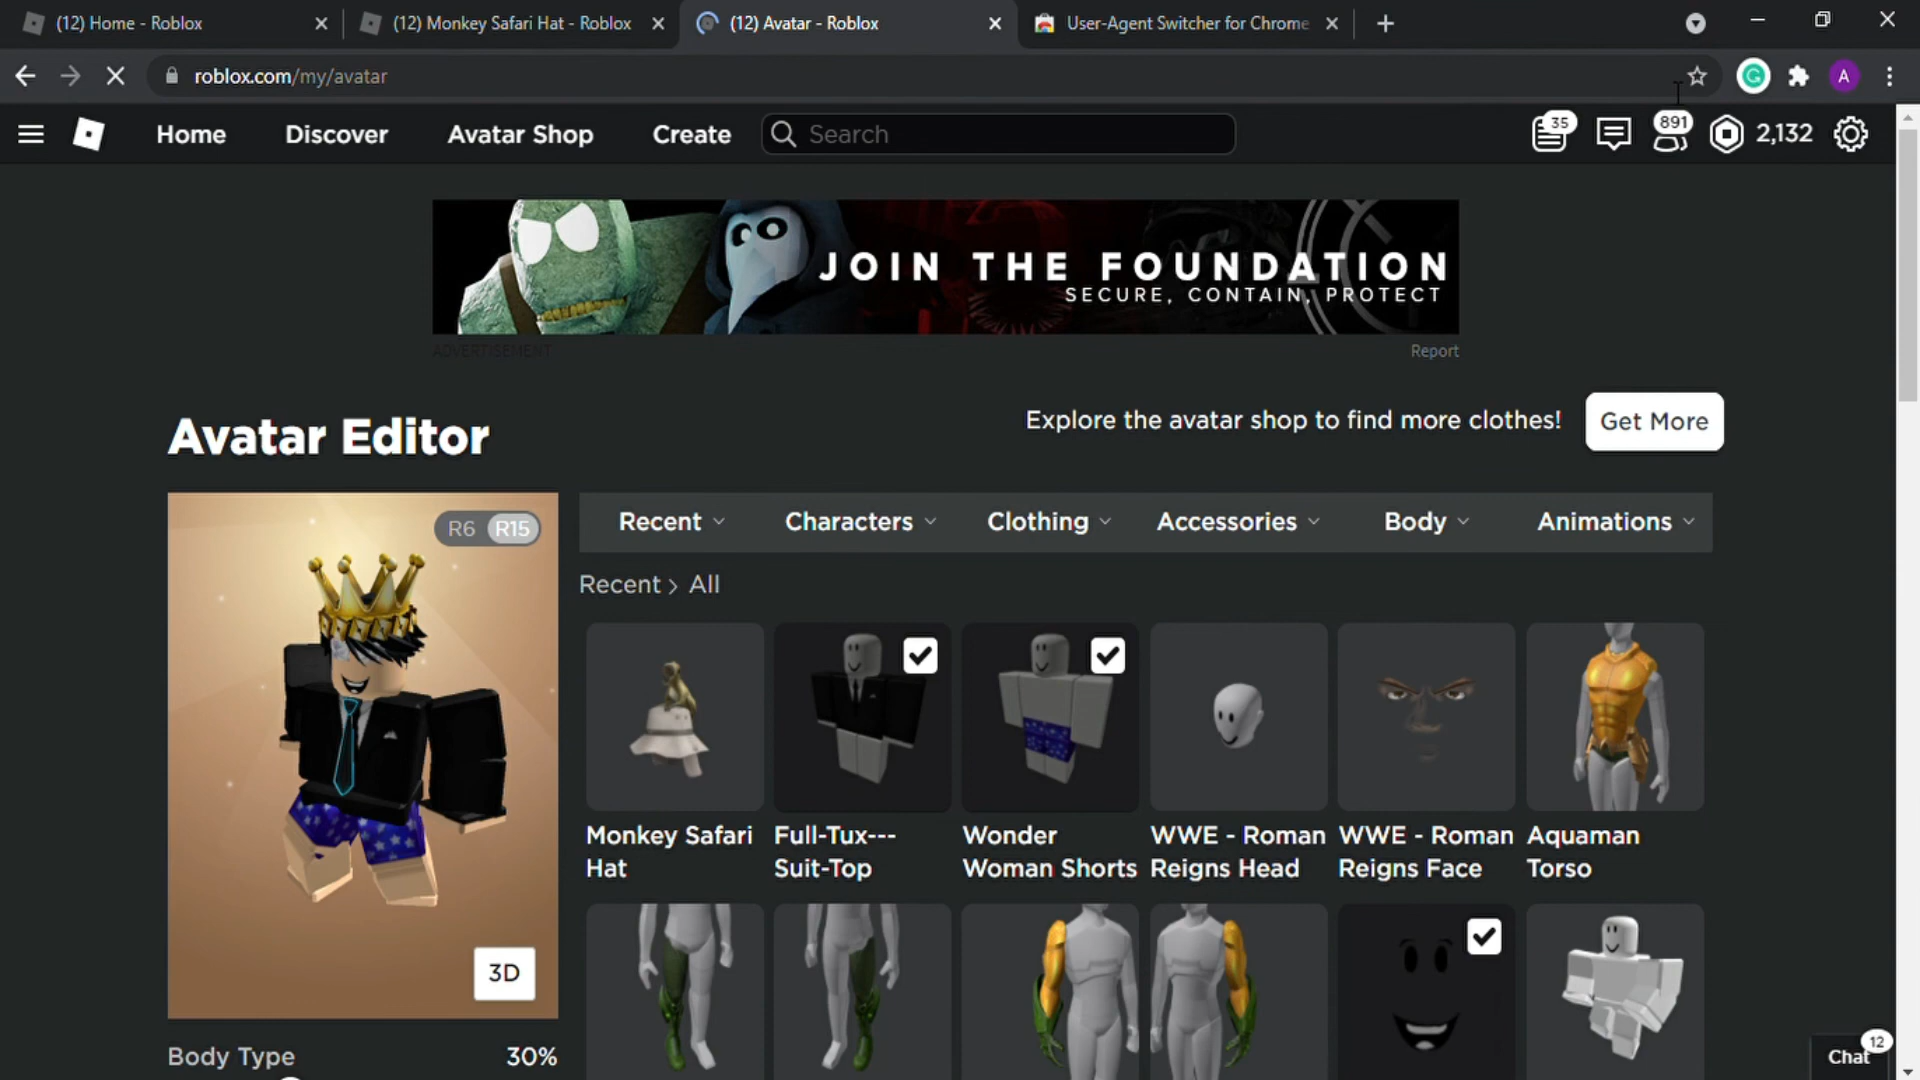 (12) Home - Roblox
(12) Monkey Safari Hat - Roblox
(12) Avatar - Roblox
User-Agent Switcher for Chrome
roblox.com/my/avatar
A
Home
Discover
Avatar Shop
Create
Search
35
891
2,132
JOIN THE FOUNDATION
SECURE, CONTAIN, PROTECT
ADVERTISEMENT
Report
Avatar Editor
Explore the avatar shop to find more clothes!
Get More
R6 R15
Recent
Characters
Clothing
Accessories
Body
Animations
Recent > All
Monkey Safari
Hat
Full-Tux---
Suit-Top
Wonder
Woman Shorts
WWE - Roman
Reigns Head
WWE - Roman
Reigns Face
Aquaman
Torso
3D
Body Type
30%
Chat
12